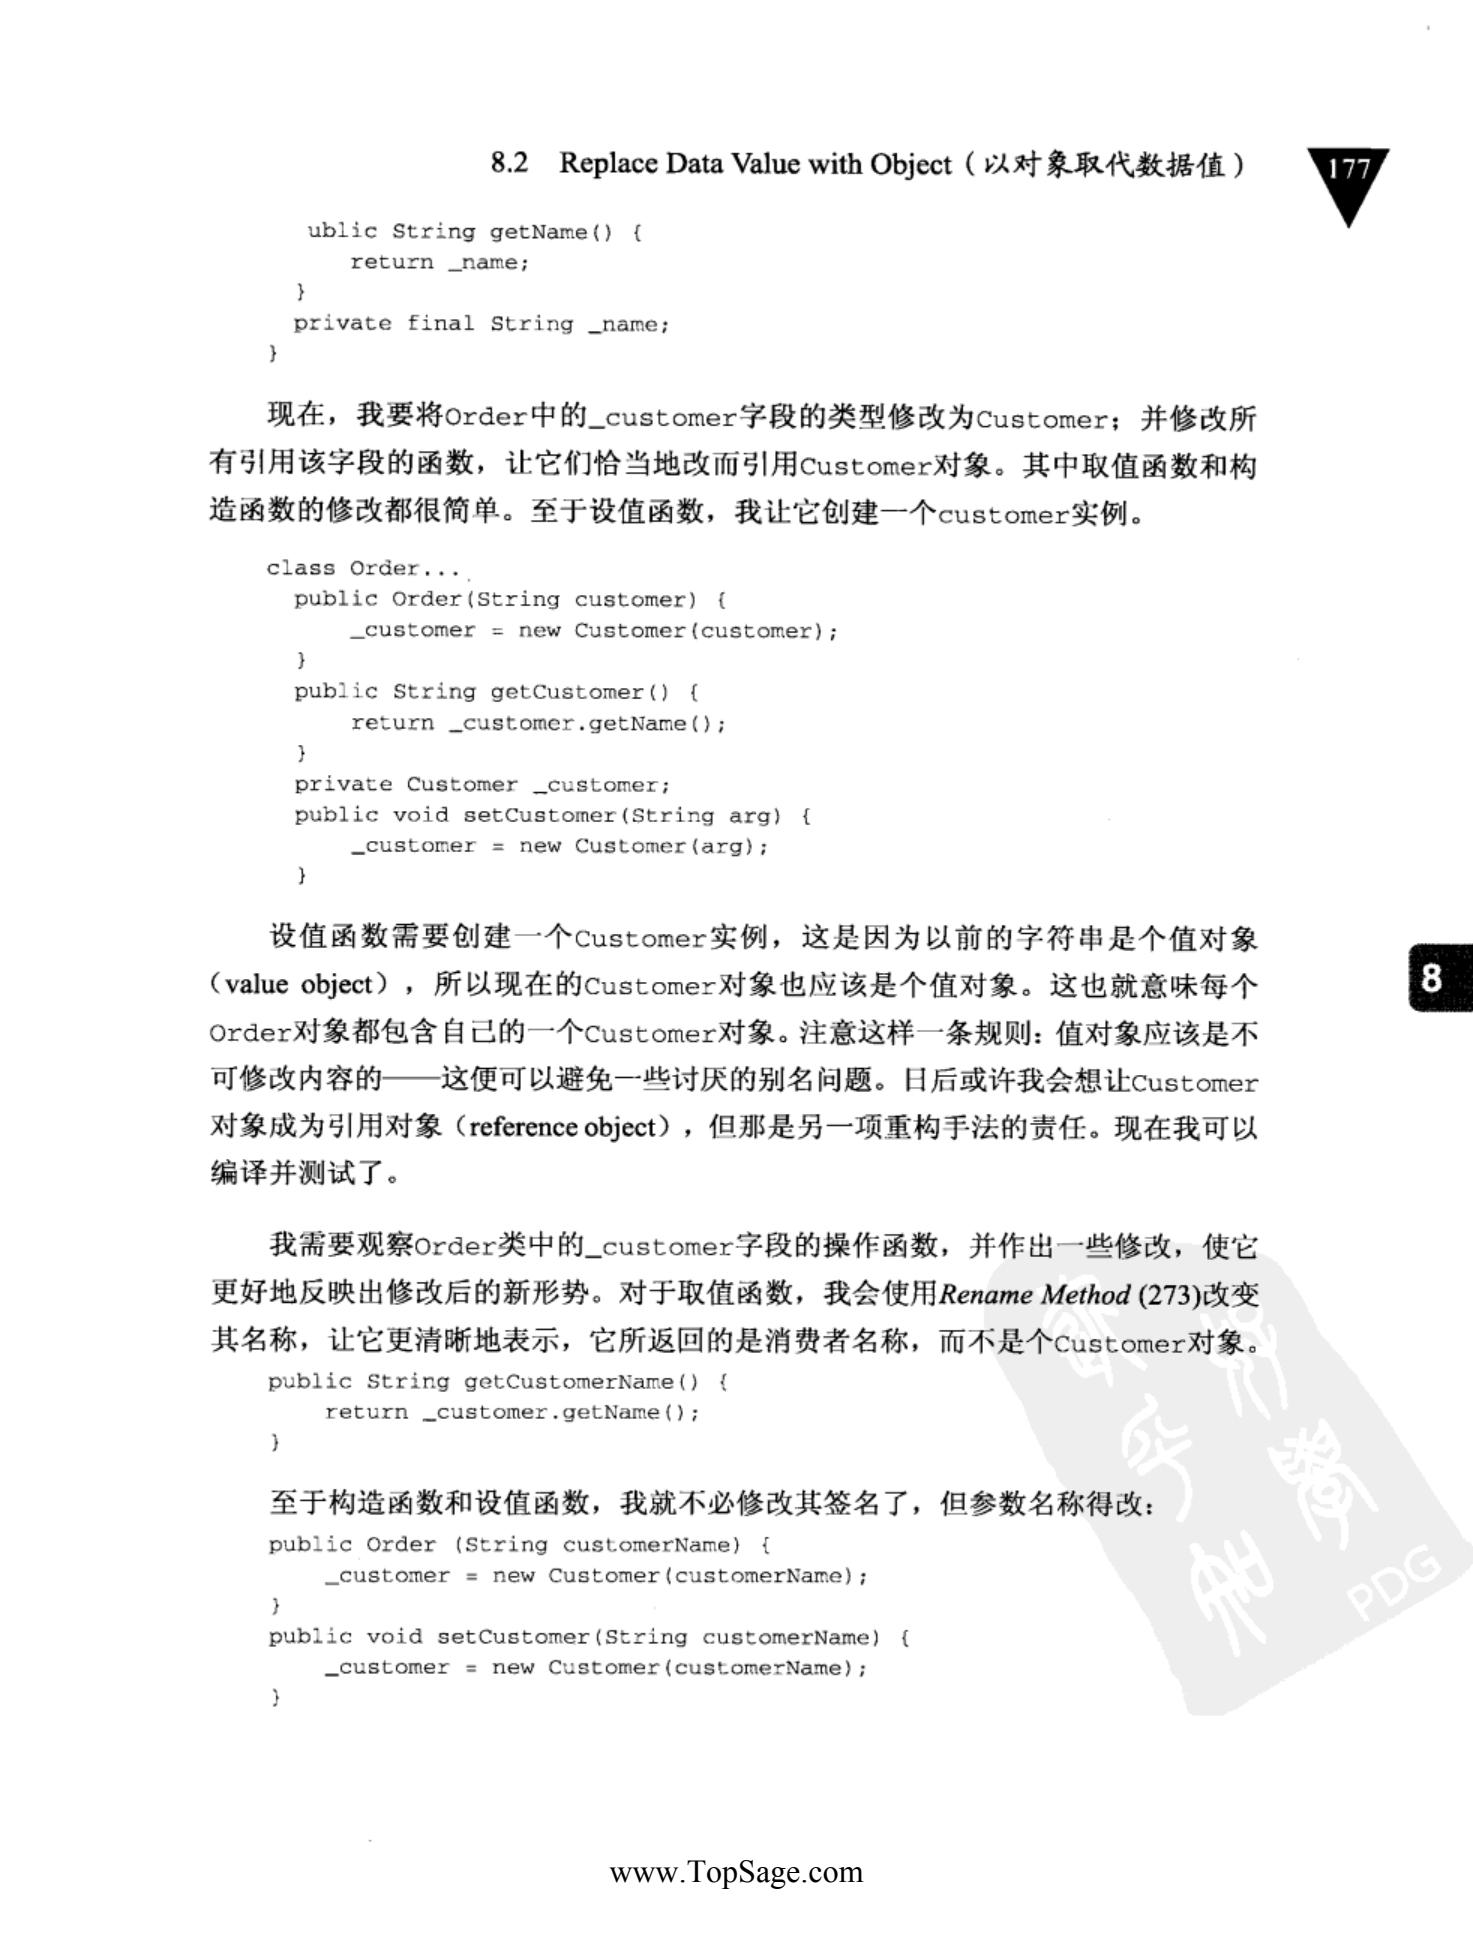 8.2 Replace Data Value with Object（以对象取代数据值）
177
ublic String getName() {
return _name;
}
private final String _name;
}
现在，我要将Order中的_customer字段的类型修改为Customer；并修改所
有引用该字段的函数，让它们恰当地改而引用Customer对象。其中取值函数和构
造函数的修改都很简单。至于设值函数，我让它创建一个customer实例。
class Order...
public Order(String customer) {
_customer = new Customer(customer);
}
public String getCustomer() {
return _customer.getName();
}
private Customer _customer;
public void setCustomer(String arg) {
_customer = new Customer(arg);
}
设值函数需要创建一个Customer实例，这是因为以前的字符串是个值对象
（value object），所以现在的Customer对象也应该是个值对象。这也就意味每个
Order对象都包含自己的一个Customer对象。注意这样一条规则：值对象应该是不
可修改内容的——这便可以避免一些讨厌的别名问题。日后或许我会想让Customer
对象成为引用对象（reference object），但那是另一项重构手法的责任。现在我可以
编译并测试了。
8
我需要观察Order类中的_customer字段的操作函数，并作出一些修改，使它
更好地反映出修改后的新形势。对于取值函数，我会使用Rename Method (273)改变
其名称，让它更清晰地表示，它所返回的是消费者名称，而不是个Customer对象。
public String getCustomerName() {
return _customer.getName();
}
至于构造函数和设值函数，我就不必修改其签名了，但参数名称得改：
public Order (String customerName) {
_customer = new Customer(customerName);
}
public void setCustomer(String customerName) {
_customer = new Customer(customerName);
}
PDG
www.TopSage.com